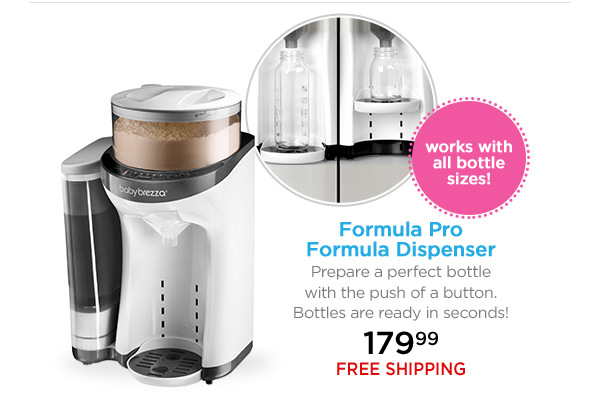 babybrezza
works with
all bottle
sizes!
Formula Pro
Formula Dispenser
Prepare a perfect bottle
with the push of a button.
Bottles are ready in seconds!
179⁹⁹
FREE SHIPPING